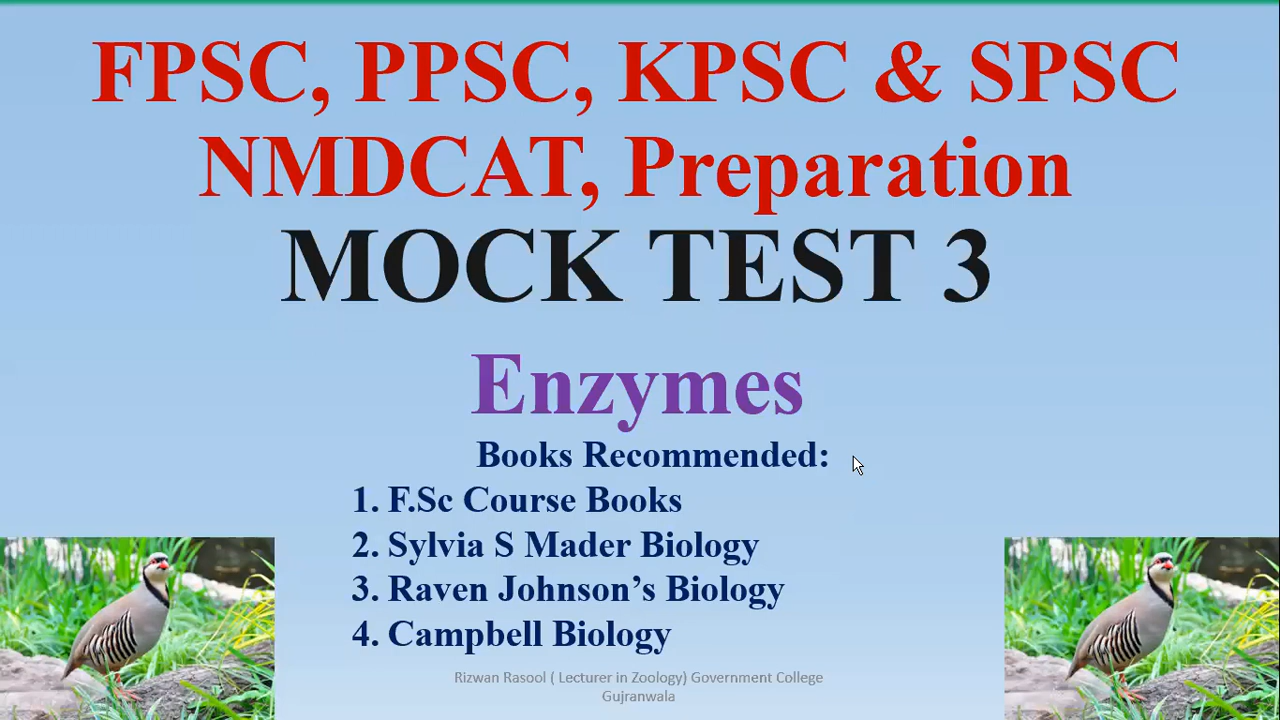 FPSC, PPSC, KPSC & SPSC
NMDCAT, Preparation
MOCK TEST 3
Enzymes
Books Recommended:
1. F.Sc Course Books
2. Sylvia S Mader Biology
3. Raven Johnson’s Biology
4. Campbell Biology
Rizwan Rasool ( Lecturer in Zoology) Government College
Gujranwala